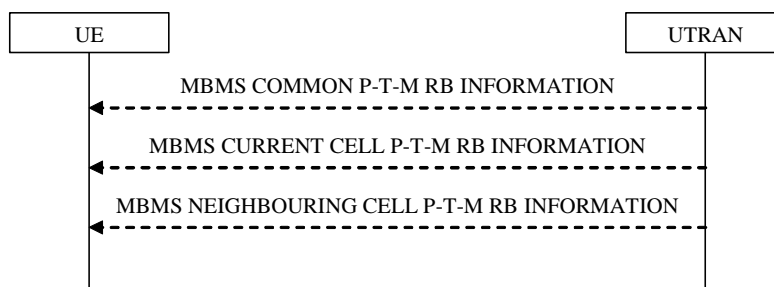 UE
UTRAN
MBMS COMMON P-T-M RB INFORMATION
MBMS CURRENT CELL P-T-M RB INFORMATION
MBMS NEIGHBOURING CELL P-T-M RB INFORMATION